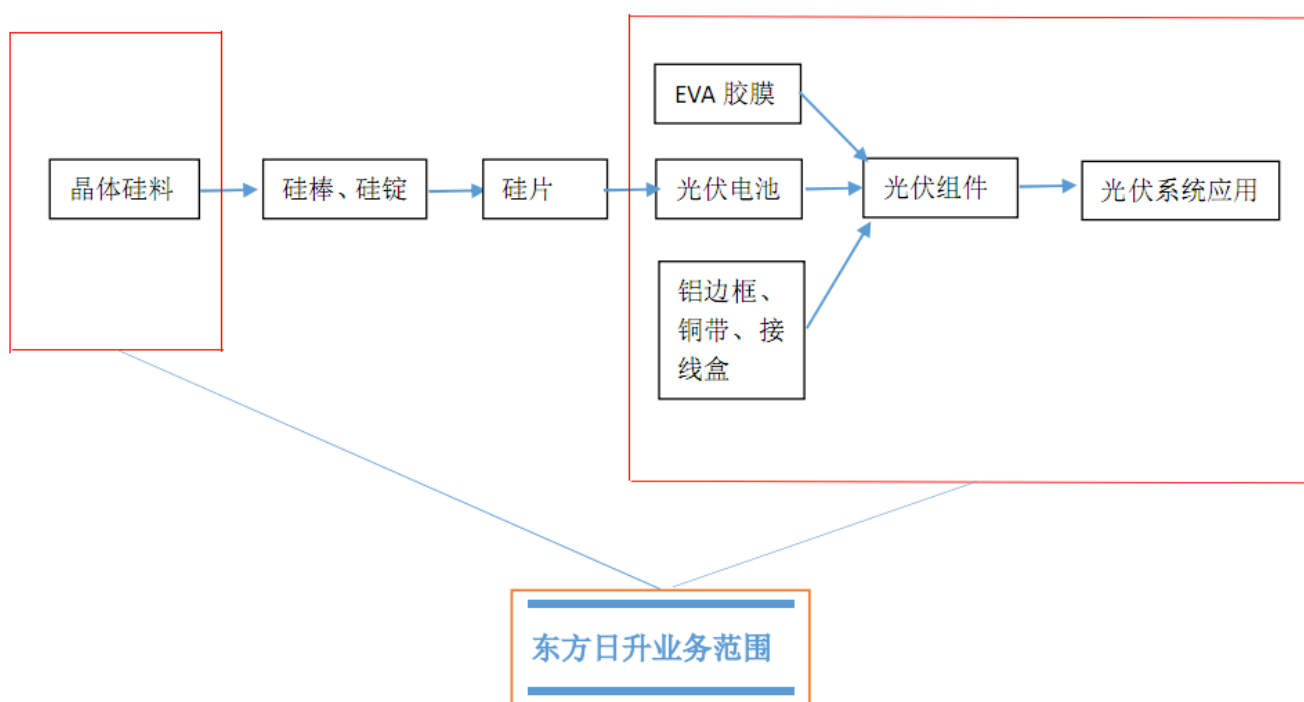 EVA 胶膜
晶体硅料
硅棒、硅锭
硅片
光伏电池
光伏组件
光伏系统应用
铝边框、
铜带、接
线盒
东方日升业务范围